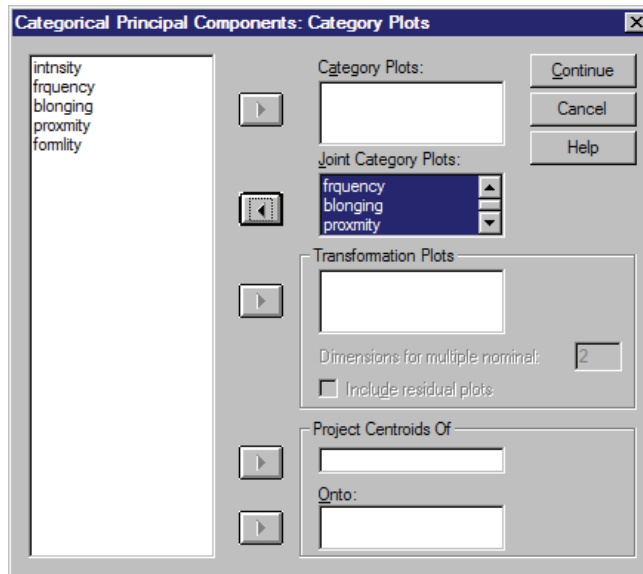 Categorical Principal Components: Category Plots
intnsity
frquency
blonging
proxmity
formlity
Category Plots:
Joint Category Plots:
frquency
blonging
proxmity
Transformation Plots
Dimensions for multiple nominal: 2
Include residual plots
Project Centroids Of
Onto:
Continue
Cancel
Help